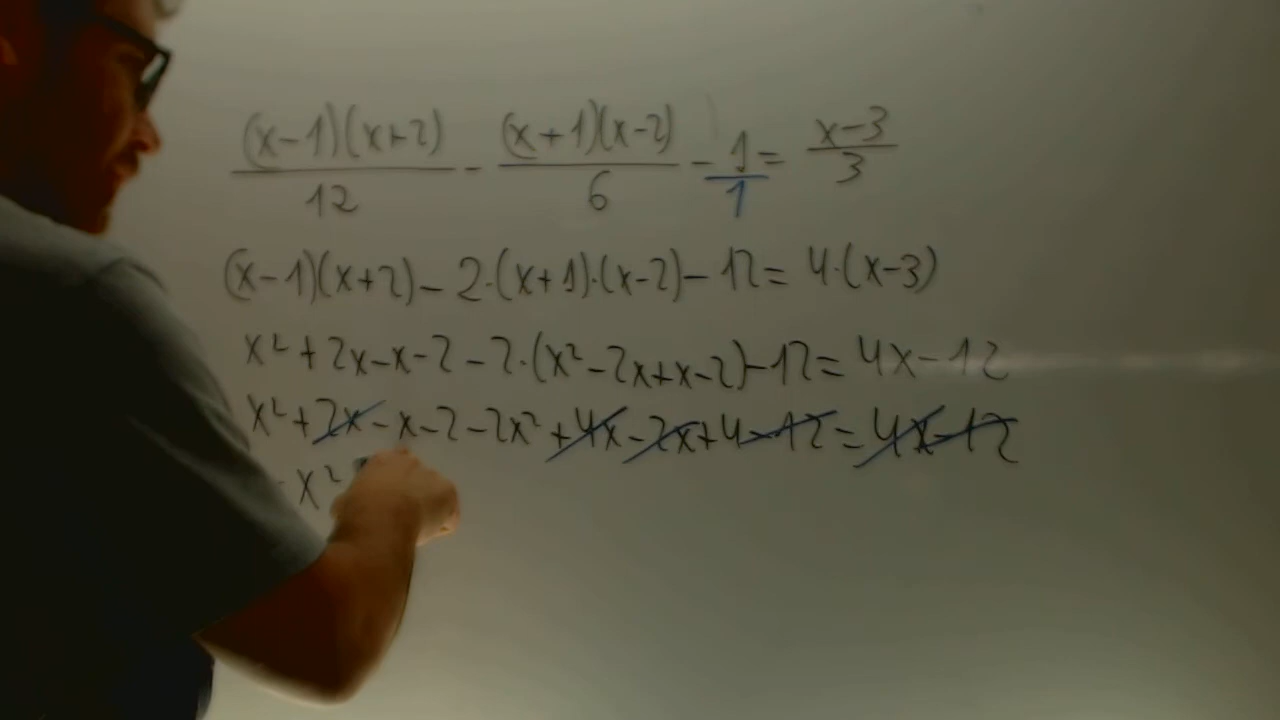 (x-1)(x+2)/12 - (x+1)(x-2)/6 - 1/1 = x-3/3
(x-1)(x+2) - 2·(x+1)·(x-2) - 12 = 4·(x-3)
x² + 2x - x - 2 - 2·(x² - 2x + x - 2) - 12 = 4x - 12
x² + 2x - x - 2 - 2x² + 4x - 2x + 4 - 12 = 4x - 12
- x²